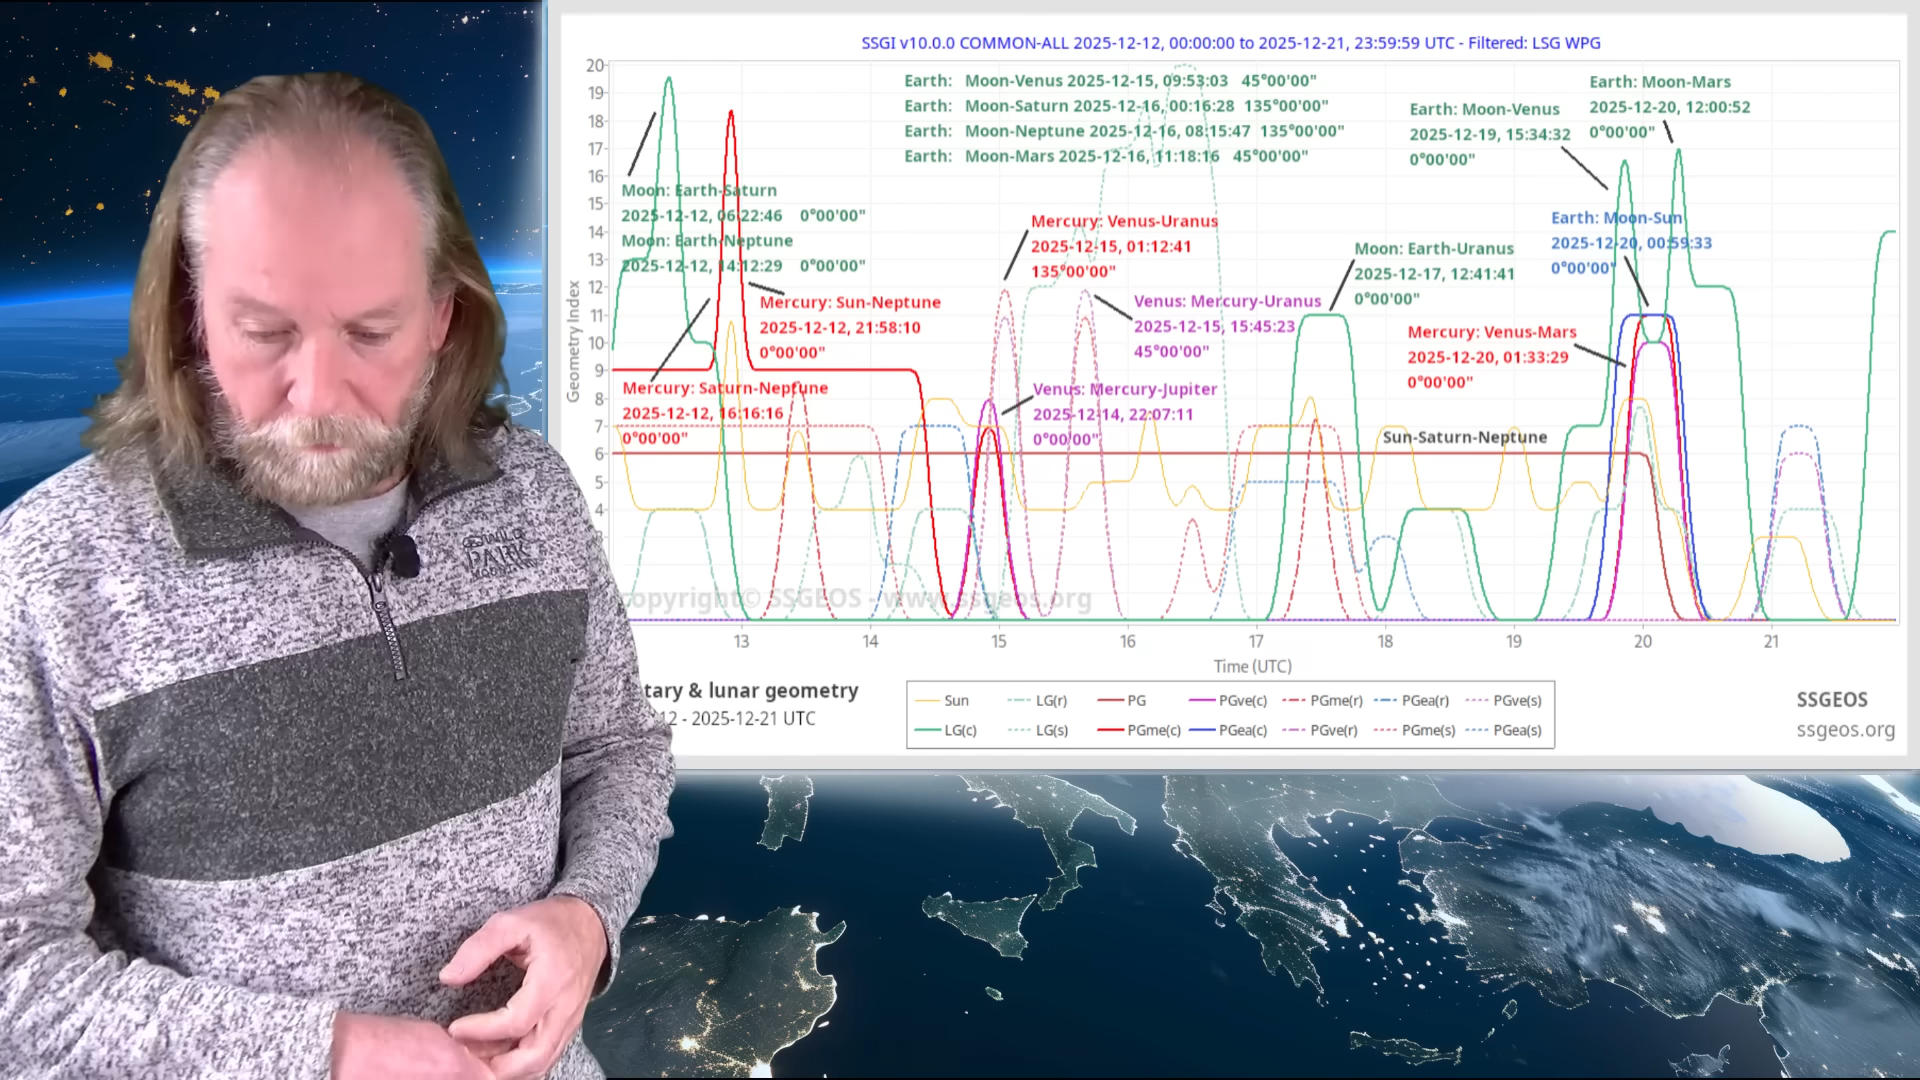 SSGI v10.0.0 COMMON-ALL 2025-12-12, 00:00:00 to 2025-12-21, 23:59:59 UTC - Filtered: LSG WPG
Earth: Moon-Venus 2025-12-15, 09:53:03 45°00'00"
Earth: Moon-Saturn 2025-12-16, 00:16:28 135°00'00"
Earth: Moon-Neptune 2025-12-16, 08:15:47 135°00'00"
Earth: Moon-Mars 2025-12-16, 11:18:16 45°00'00"
Earth: Moon-Mars
2025-12-20, 12:00:52
0°00'00"
Earth: Moon-Venus
2025-12-19, 15:34:32
0°00'00"
Moon: Earth-Saturn
2025-12-12, 06:22:46 0°00'00"
Moon: Earth-Neptune
2025-12-12, 14:12:29 0°00'00"
Mercury: Venus-Uranus
2025-12-15, 01:12:41
135°00'00"
Earth: Moon-Sun
2025-12-20, 00:59:33
0°00'00"
Moon: Earth-Uranus
2025-12-17, 12:41:41
0°00'00"
Mercury: Sun-Neptune
2025-12-12, 21:58:10
0°00'00"
Venus: Mercury-Uranus
2025-12-15, 15:45:23
45°00'00"
Mercury: Venus-Mars
2025-12-20, 01:33:29
0°00'00"
Mercury: Saturn-Neptune
2025-12-12, 16:16:16
0°00'00"
Venus: Mercury-Jupiter
2025-12-14, 22:07:11
0°00'00"
Sun-Saturn-Neptune
Geometry Index
20
19
18
17
16
15
14
13
12
11
10
9
8
7
6
5
4
copyright© SSGEOS - www.ssgeos.org
13 14 15 16 17 18 19 20 21
Time (UTC)
tary & lunar geometry
12 - 2025-12-21 UTC
Sun LG(r) PG PGve(c) PGme(r) PGea(r) PGve(s)
LG(c) LG(s) PGme(c) PGea(c) PGve(r) PGme(s) PGea(s)
SSGEOS
ssgeos.org
PARK